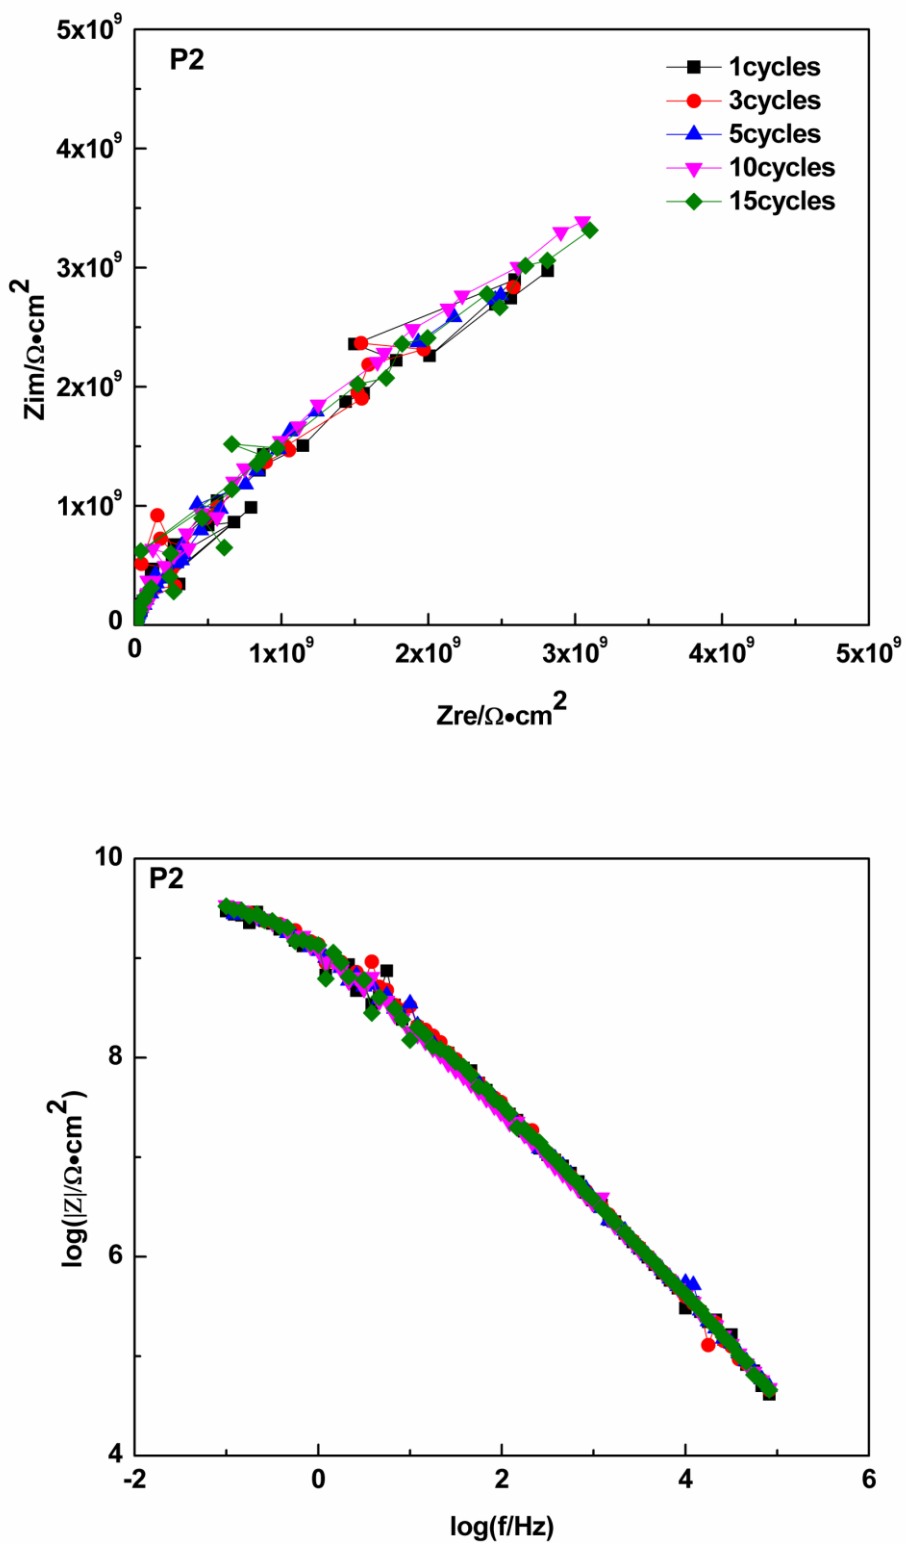 5x10⁹
P2
1cycles
3cycles
5cycles
10cycles
15cycles
4x10⁹
3x10⁹
2x10⁹
1x10⁹
0
Zim/Ω•cm²
0 1x10⁹ 2x10⁹ 3x10⁹ 4x10⁹ 5x10⁹
Zre/Ω•cm²
10
P2
8
6
4
log(|Z|/Ω•cm²)
-2 0 2 4 6
log(f/Hz)